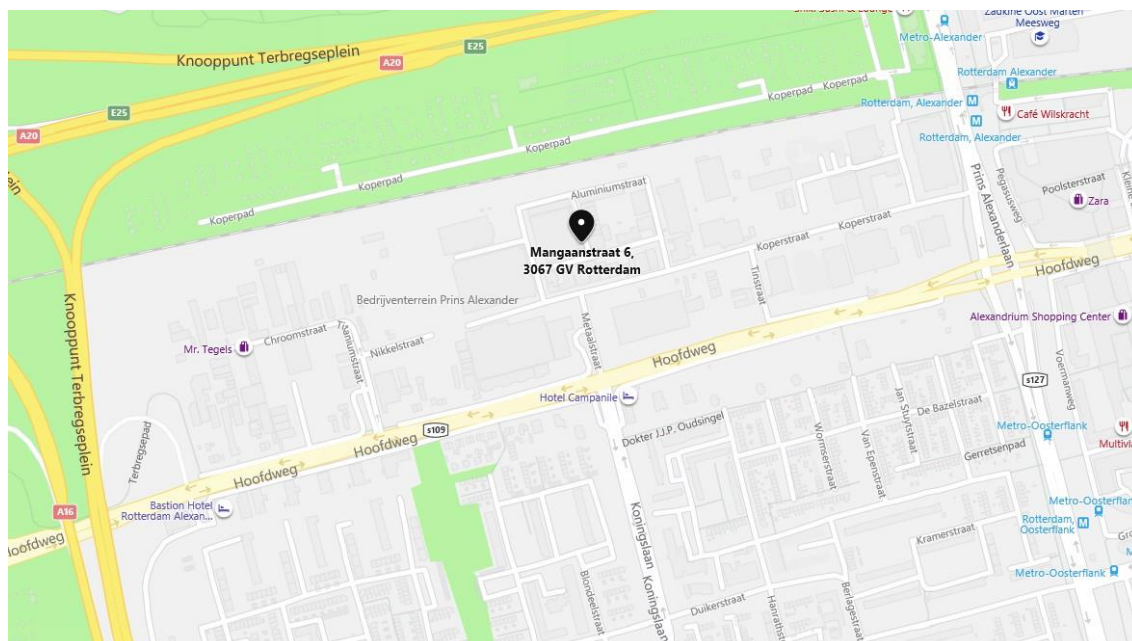 Zadkine Oost Marten
Meesweg
Metro-Alexander
Knooppunt Terbregseplein
E25
A20
Rotterdam Alexander
Koperpad
Koperpad
Rotterdam, Alexander
M
Café Wilskracht
E25
A20
M
Rotterdam, Alexander
Koperpad
Koperpad
Koperpad
Aluminiumstraat
Prins Alexanderlaan
Pegasusweg
Poolsterstraat
Kleine
Zara
Koperstraat
Koperstraat
Mangaanstraat 6,
3067 GV Rotterdam
Hoofdweg
Tinstraat
Bedrijventerrein Prins Alexander
Knooppunt Terbregseplein
Metaalstraat
Alexandrium Shopping Center
Chroomstraat
Titaniumstraat
Nikkelstraat
Mr. Tegels
Hoofdweg
Voermanweg
s127
Hotel Campanile
De Bazelstraat
Jan Stuytstraat
s109
Hoofdweg
Dokter J.J.P. Oudsingel
Wormserstraat
Van Epenstraat
Metro-Oosterflank
Gerretsenpad
Terbregsepad
Hoofdweg
Bastion Hotel
Rotterdam Alexan...
A16
Hoofdweg
Koningslaan
Koningslaan
Metro-Oosterflank
Rotterdam,
Oosterflank
M
Kramerstraat
Metro-Oosterflank
Blondeelstraat
Duikerstraat
Berlagestraat